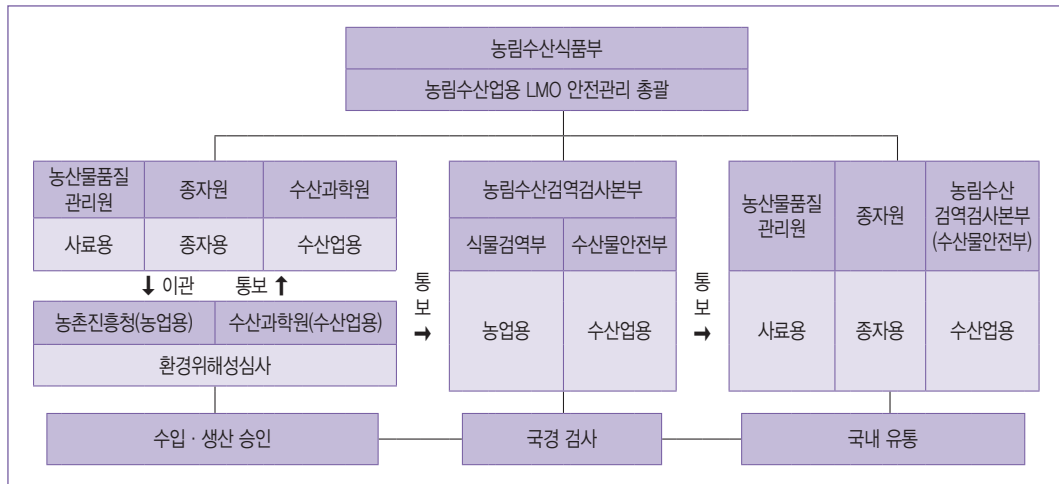 농림수산식품부
농림수산업용 LMO 안전관리 총괄
농산물품질
관리원
종자원
수산과학원
사료용
종자용
수산업용
⬇ 이관
통보 ⬆
농촌진흥청(농업용)
수산과학원(수산업용)
환경위해성심사
수입 · 생산 승인
통
보
➡
농림수산검역검사본부
식물검역부
수산물안전부
농업용
수산업용
국경 검사
통
보
➡
농산물품질
관리원
종자원
농림수산
검역검사본부
(수산물안전부)
사료용
종자용
수산업용
국내 유통